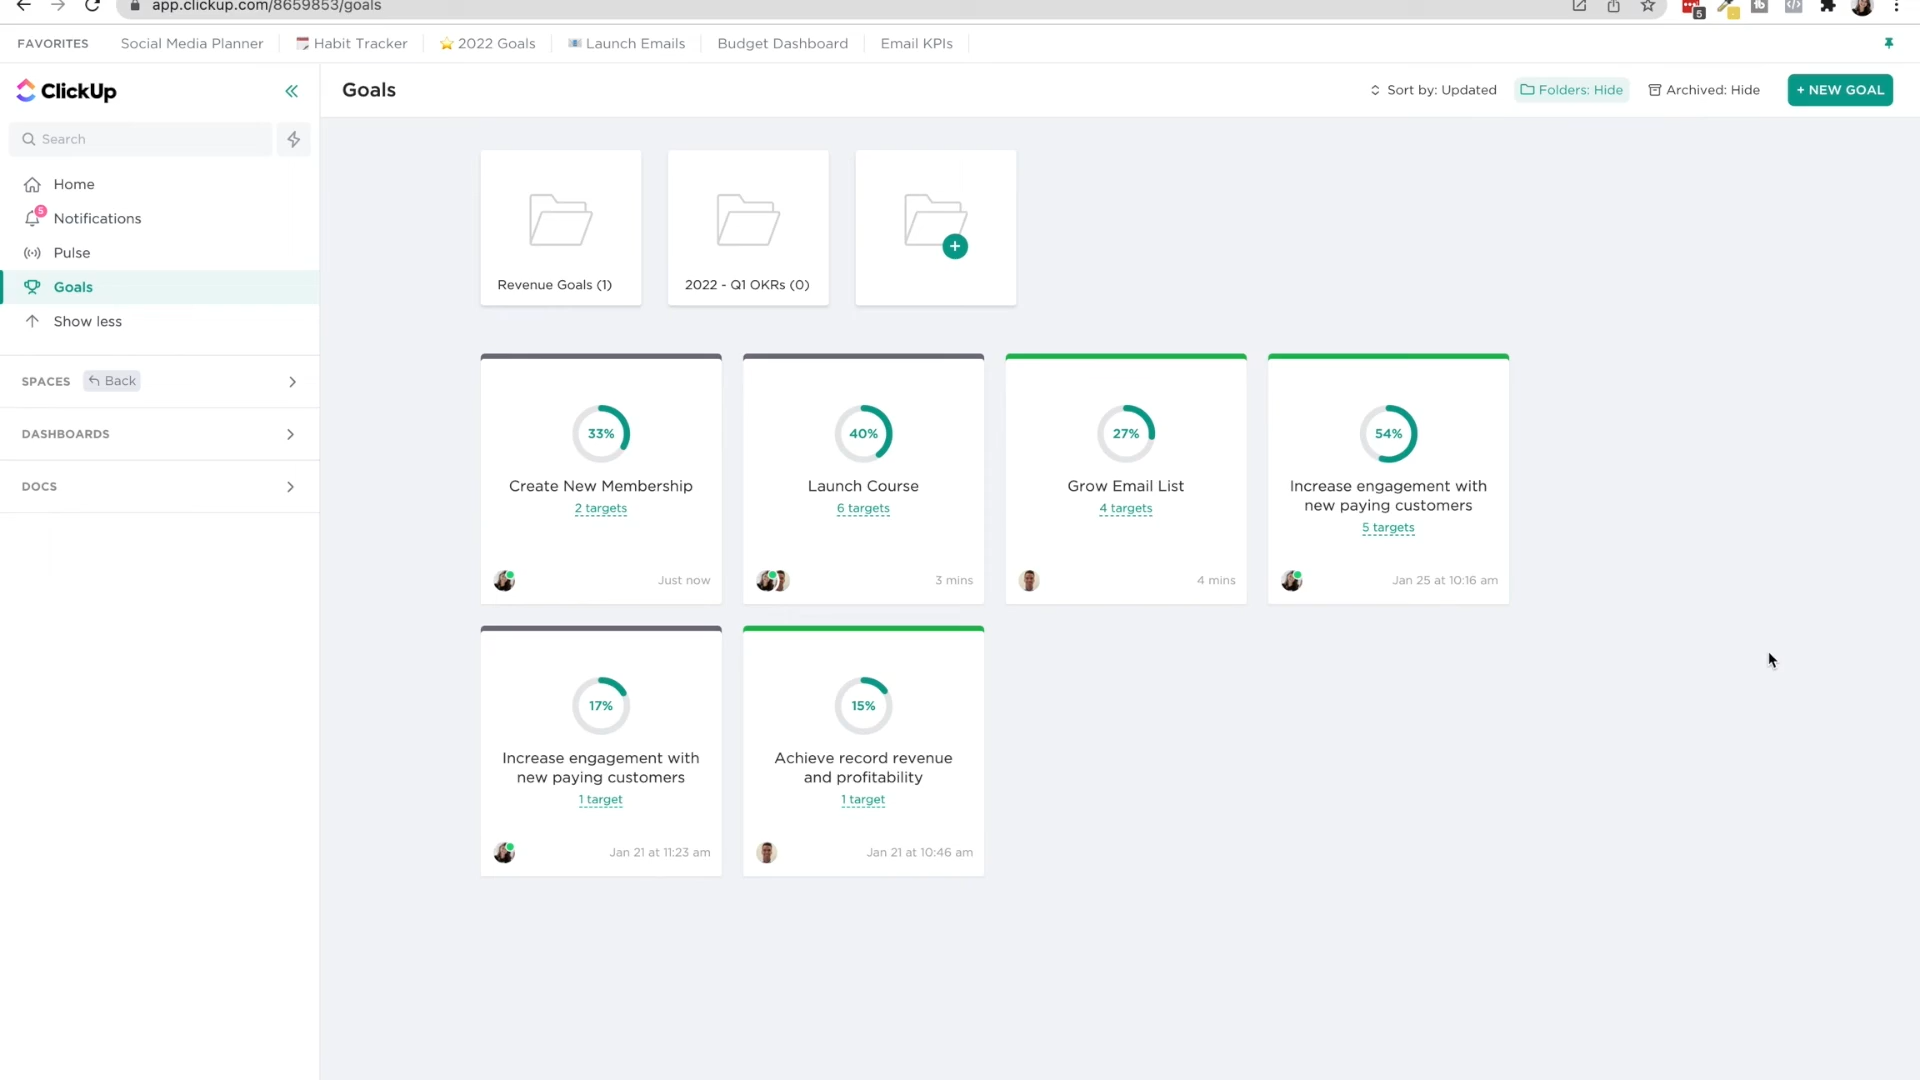 app.clickup.com/8659853/goals
5
FAVORITES Social Media Planner Habit Tracker 2022 Goals Launch Emails Budget Dashboard Email KPIs
ClickUp
Search
Home
5
Notifications
Pulse
Goals
Show less
SPACES Back
DASHBOARDS
DOCS
Goals
Sort by: Updated Folders: Hide Archived: Hide + NEW GOAL
Revenue Goals (1)
2022 - Q1 OKRs (0)
+
33%
Create New Membership
2 targets
Just now
40%
Launch Course
6 targets
3 mins
27%
Grow Email List
4 targets
4 mins
54%
Increase engagement with
new paying customers
5 targets
Jan 25 at 10:16 am
17%
Increase engagement with
new paying customers
1 target
Jan 21 at 11:23 am
15%
Achieve record revenue
and profitability
1 target
Jan 21 at 10:46 am